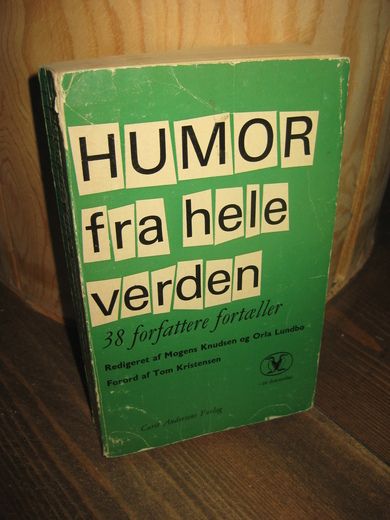 HUMOR
fra hele
verden
38 forfattere fortæller
Redigeret af Mogens Knudsen og Orla Lundbo
Forord af Tom Kristensen
Carit Andersens Forlag